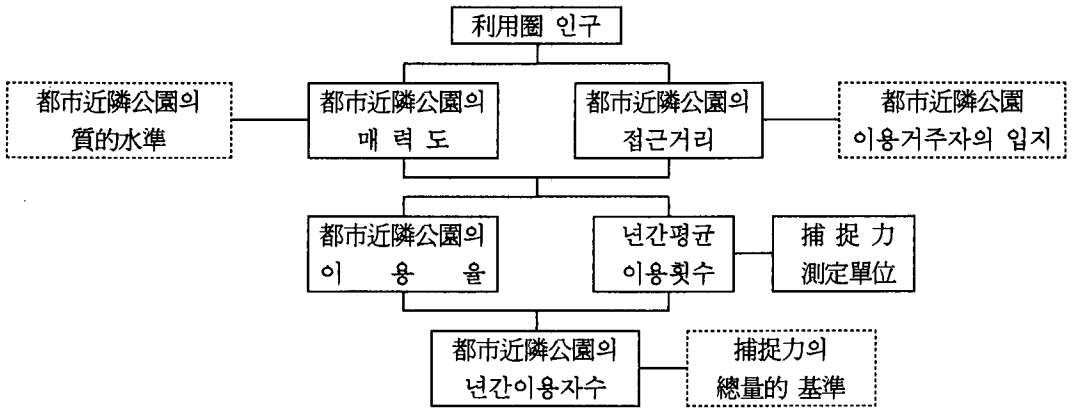 利用圈 인구
都市近隣公園의
質的水準
都市近隣公園의
매 력 도
都市近隣公園의
접근거리
都市近隣公園
이용거주자의 입지
都市近隣公園의
이 용 율
년간평균
이용횟수
捕 捉 力
測定單位
都市近隣公園의
년간이용자수
捕捉力의
總量的 基準